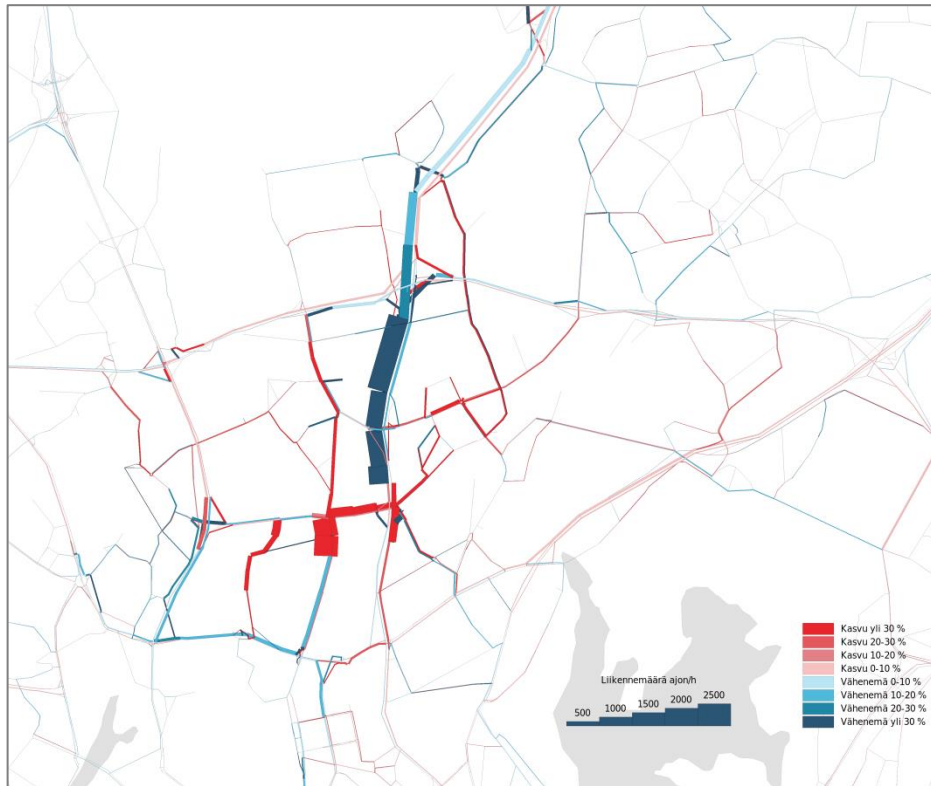 Liikennemäärä ajon/h
500 1000 1500 2000 2500
Kasvu yli 30 %
Kasvu 20-30 %
Kasvu 10-20 %
Kasvu 0-10 %
Vähenemä 0-10 %
Vähenemä 10-20 %
Vähenemä 20-30 %
Vähenemä yli 30 %